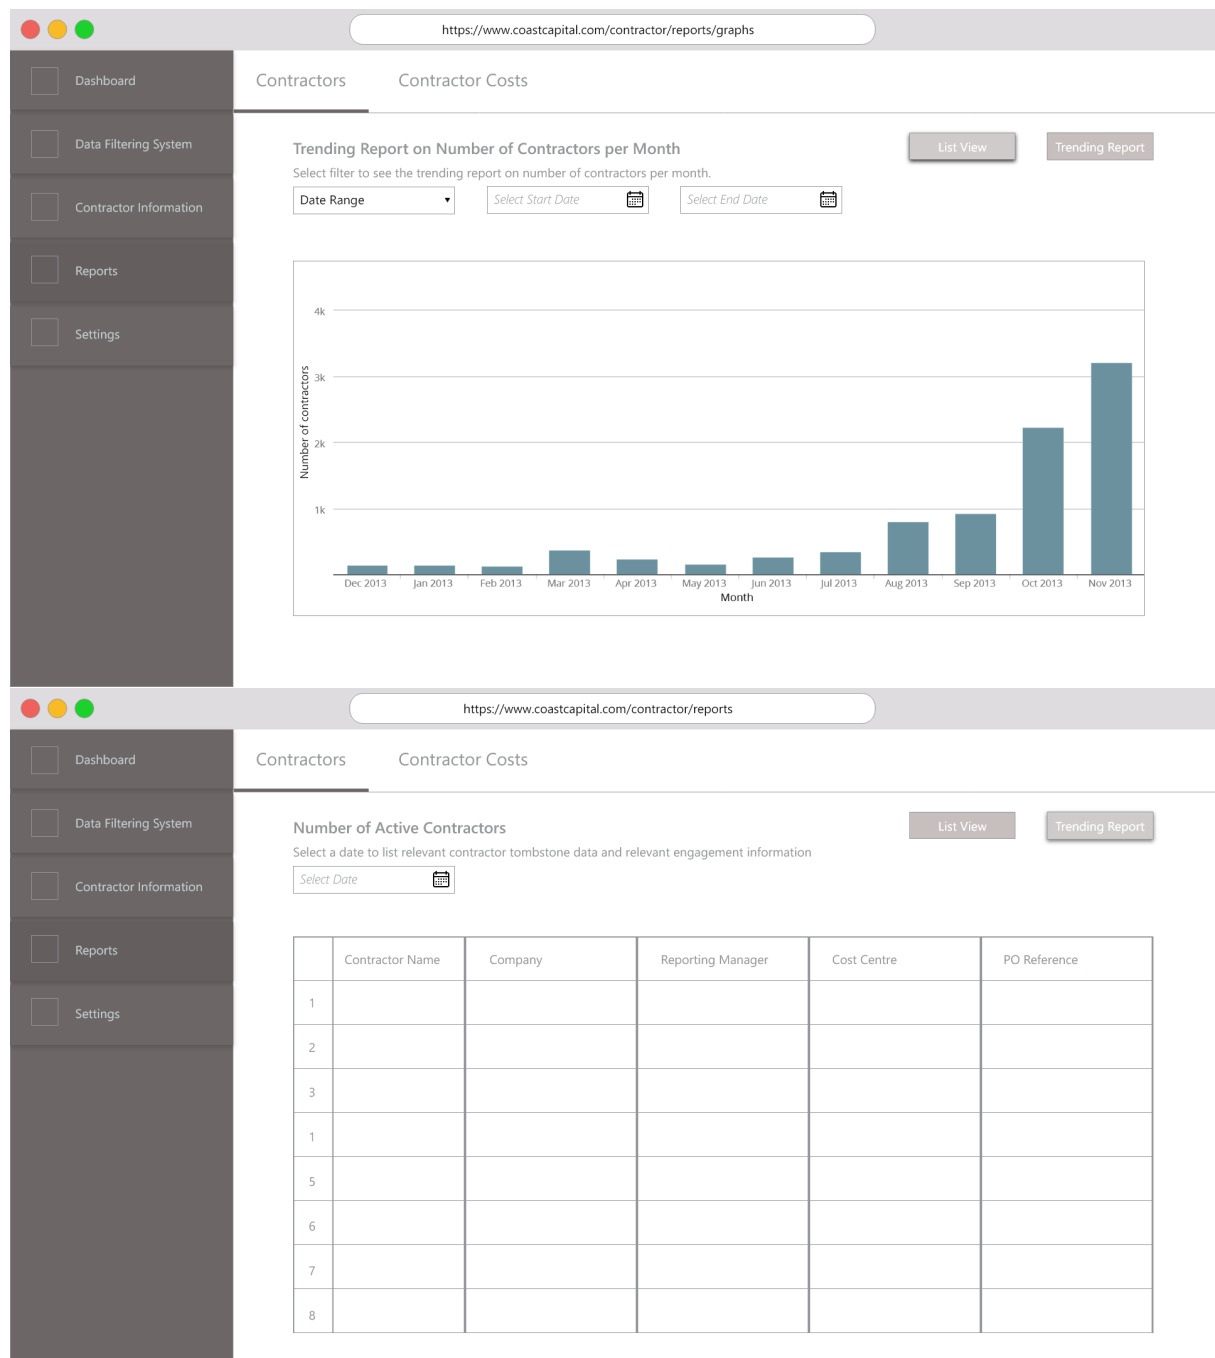 https://www.coastcapital.com/contractor/reports/graphs
Dashboard
Data Filtering System
Contractor Information
Reports
Settings
Contractors Contractor Costs
Trending Report on Number of Contractors per Month
Select filter to see the trending report on number of contractors per month.
List View Trending Report
Date Range Select Start Date Select End Date
Number of contractors
4k
3k
2k
1k
Dec 2013 Jan 2013 Feb 2013 Mar 2013 Apr 2013 May 2013 Jun 2013 Jul 2013 Aug 2013 Sep 2013 Oct 2013 Nov 2013
Month
https://www.coastcapital.com/contractor/reports
Dashboard
Data Filtering System
Contractor Information
Reports
Settings
Contractors Contractor Costs
Number of Active Contractors
Select a date to list relevant contractor tombstone data and relevant engagement information
List View Trending Report
Select Date
Contractor Name Company Reporting Manager Cost Centre PO Reference
1
2
3
1
5
6
7
8